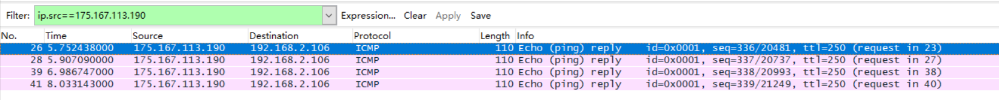 Filter: ip.src==175.167.113.190 Expression... Clear Apply Save
No. Time Source Destination Protocol Length Info
26 5.752438000 175.167.113.190 192.168.2.106 ICMP 110 Echo (ping) reply id=0x0001, seq=336/20481, ttl=250 (request in 23)
28 5.907090000 175.167.113.190 192.168.2.106 ICMP 110 Echo (ping) reply id=0x0001, seq=337/20737, ttl=250 (request in 27)
39 6.986747000 175.167.113.190 192.168.2.106 ICMP 110 Echo (ping) reply id=0x0001, seq=338/20993, ttl=250 (request in 38)
41 8.033143000 175.167.113.190 192.168.2.106 ICMP 110 Echo (ping) reply id=0x0001, seq=339/21249, ttl=250 (request in 40)